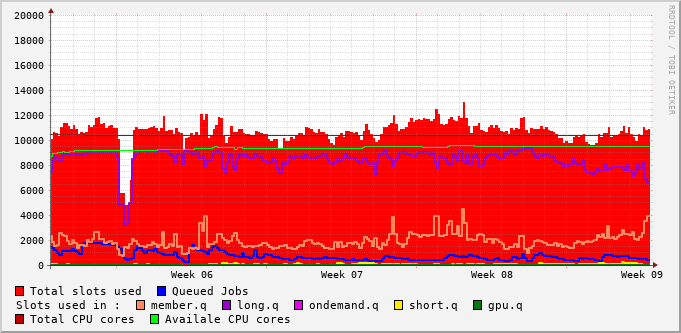 RRDTOOL / TOBI OETIKER
20000
18000
16000
14000
12000
10000
8000
6000
4000
2000
0
Week 06 Week 07 Week 08 Week 09
Total slots used Queued Jobs
Slots used in : member.q long.q ondemand.q short.q gpu.q
Total CPU cores Availale CPU cores